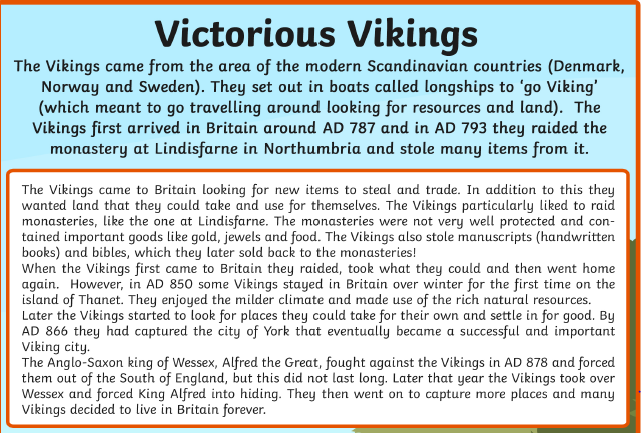 Victorious Vikings
The Vikings came from the area of the modern Scandinavian countries (Denmark,
Norway and Sweden). They set out in boats called longships to ‘go Viking’
(which meant to go travelling around looking for resources and land).  The
Vikings first arrived in Britain around AD 787 and in AD 793 they raided the
monastery at Lindisfarne in Northumbria and stole many items from it.
The Vikings came to Britain looking for new items to steal and trade. In addition to this they
wanted land that they could take and use for themselves. The Vikings particularly liked to raid
monasteries, like the one at Lindisfarne. The monasteries were not very well protected and con-
tained important goods like gold, jewels and food. The Vikings also stole manuscripts (handwritten
books) and bibles, which they later sold back to the monasteries!
When the Vikings first came to Britain they raided, took what they could and then went home
again.  However, in AD 850 some Vikings stayed in Britain over winter for the first time on the
island of Thanet. They enjoyed the milder climate and made use of the rich natural resources.
Later the Vikings started to look for places they could take for their own and settle in for good. By
AD 866 they had captured the city of York that eventually became a successful and important
Viking city.
The Anglo-Saxon king of Wessex, Alfred the Great, fought against the Vikings in AD 878 and forced
them out of the South of England, but this did not last long. Later that year the Vikings took over
Wessex and forced King Alfred into hiding. They then went on to capture more places and many
Vikings decided to live in Britain forever.